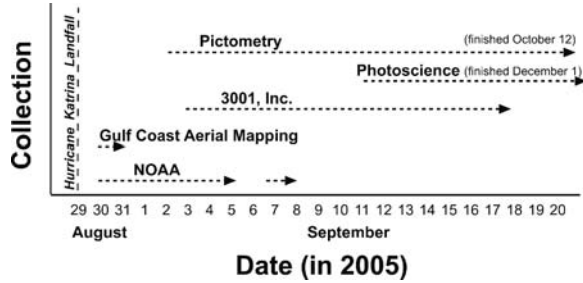 Collection
Hurricane Katrina Landfall
Pictometry (finished October 12)
Photoscience (finished December 1)
3001, Inc.
Gulf Coast Aerial Mapping
NOAA
29 30 31 1 2 3 4 5 6 7 8 9 10 11 12 13 14 15 16 17 18 19 20
August September
Date (in 2005)